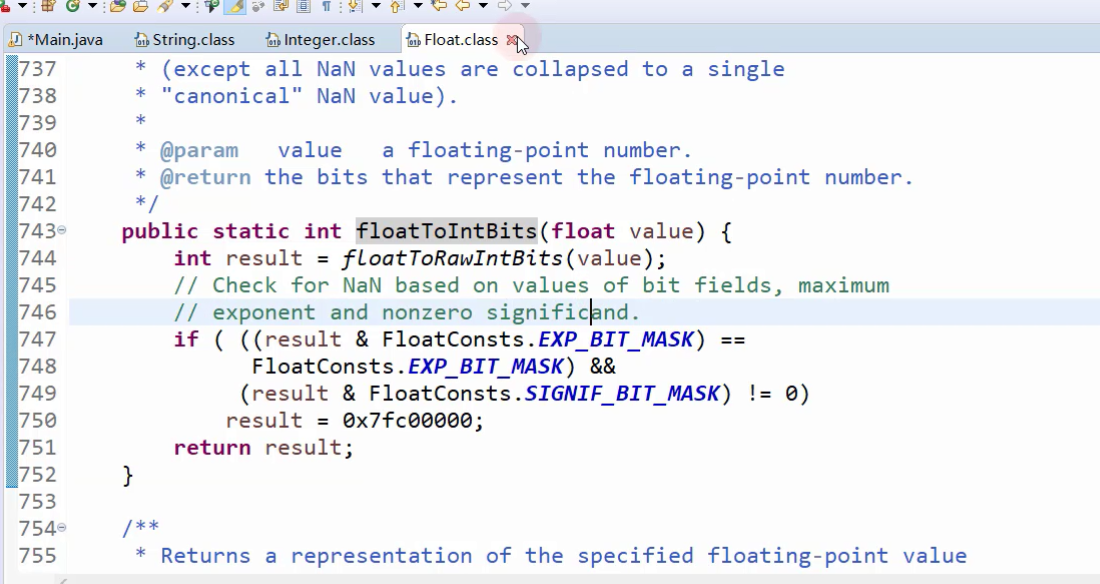 *Main.java String.class Integer.class Float.class
737 * (except all NaN values are collapsed to a single
738 * "canonical" NaN value).
739 *
740 * @param value a floating-point number.
741 * @return the bits that represent the floating-point number.
742 */
743 public static int floatToIntBits(float value) {
744 int result = floatToRawIntBits(value);
745 // Check for NaN based on values of bit fields, maximum
746 // exponent and nonzero significand.
747 if ( ((result & FloatConsts.EXP_BIT_MASK) ==
748 FloatConsts.EXP_BIT_MASK) &&
749 (result & FloatConsts.SIGNIF_BIT_MASK) != 0)
750 result = 0x7fc00000;
751 return result;
752 }
753
754 /**
755 * Returns a representation of the specified floating-point value